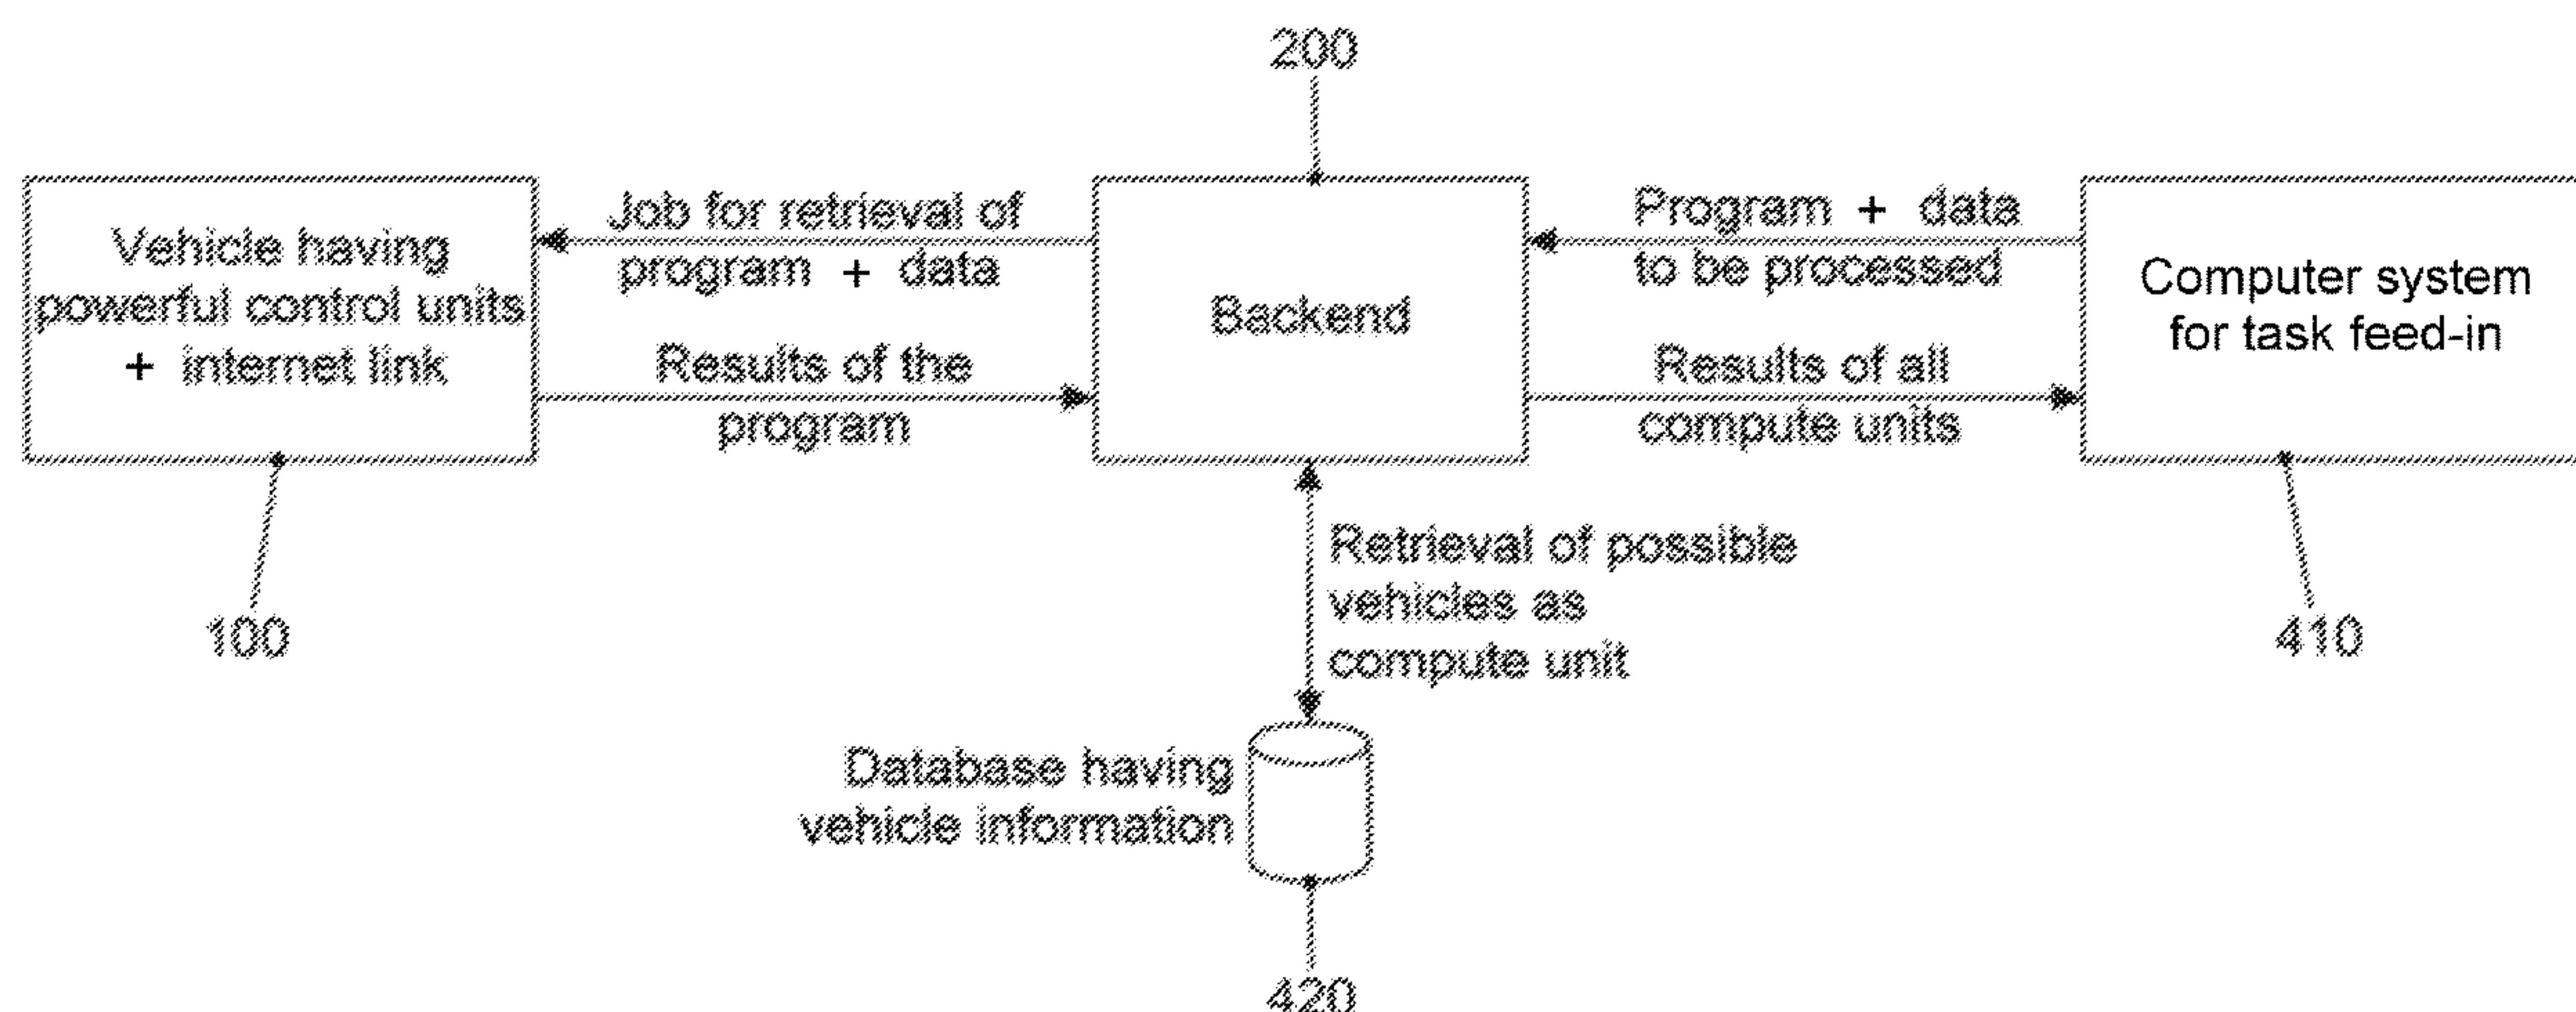 200
Vehicle having
powerful control units
+ internet link
Job for retrieval of
program + data
Results of the
program
Backend
Program + data
to be processed
Results of all
compute units
Computer system
for task feed-in
100
Retrieval of possible
vehicles as
compute unit
410
Database having
vehicle information
420